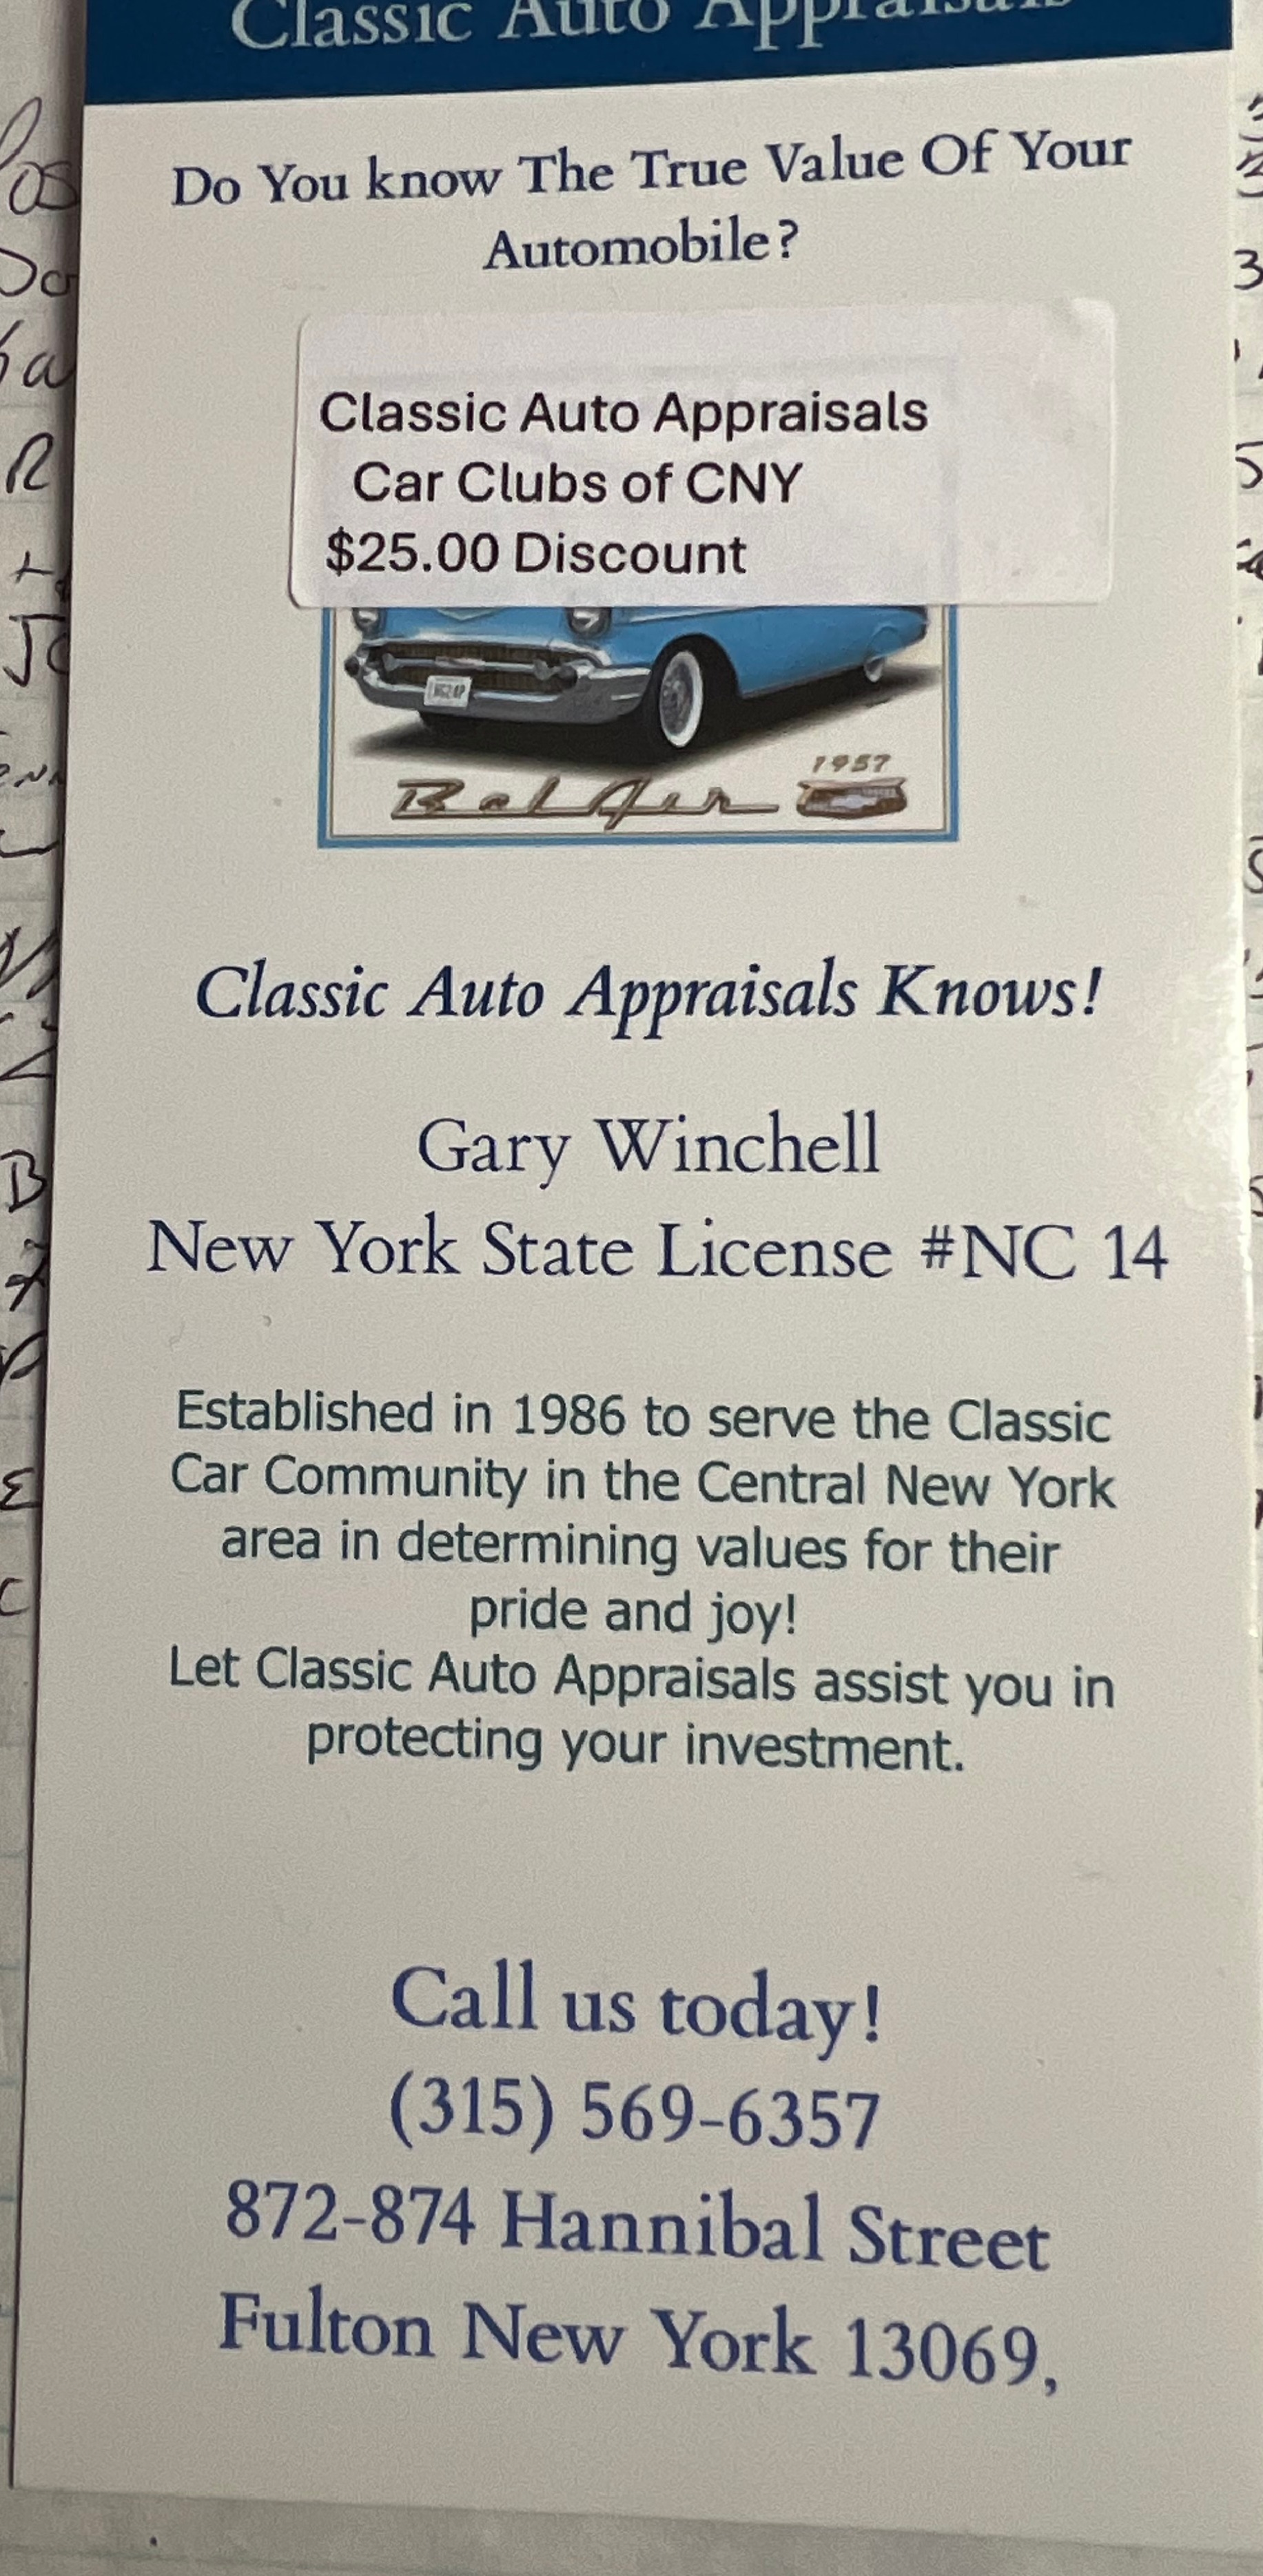 Classic Auto Appraisals
Do You know The True Value Of Your
Automobile?
Classic Auto Appraisals
Car Clubs of CNY
$25.00 Discount
1957
Bel Air
Classic Auto Appraisals Knows!
Gary Winchell
New York State License #NC 14
Established in 1986 to serve the Classic
Car Community in the Central New York
area in determining values for their
pride and joy!
Let Classic Auto Appraisals assist you in
protecting your investment.
Call us today!
(315) 569-6357
872-874 Hannibal Street
Fulton New York 13069,